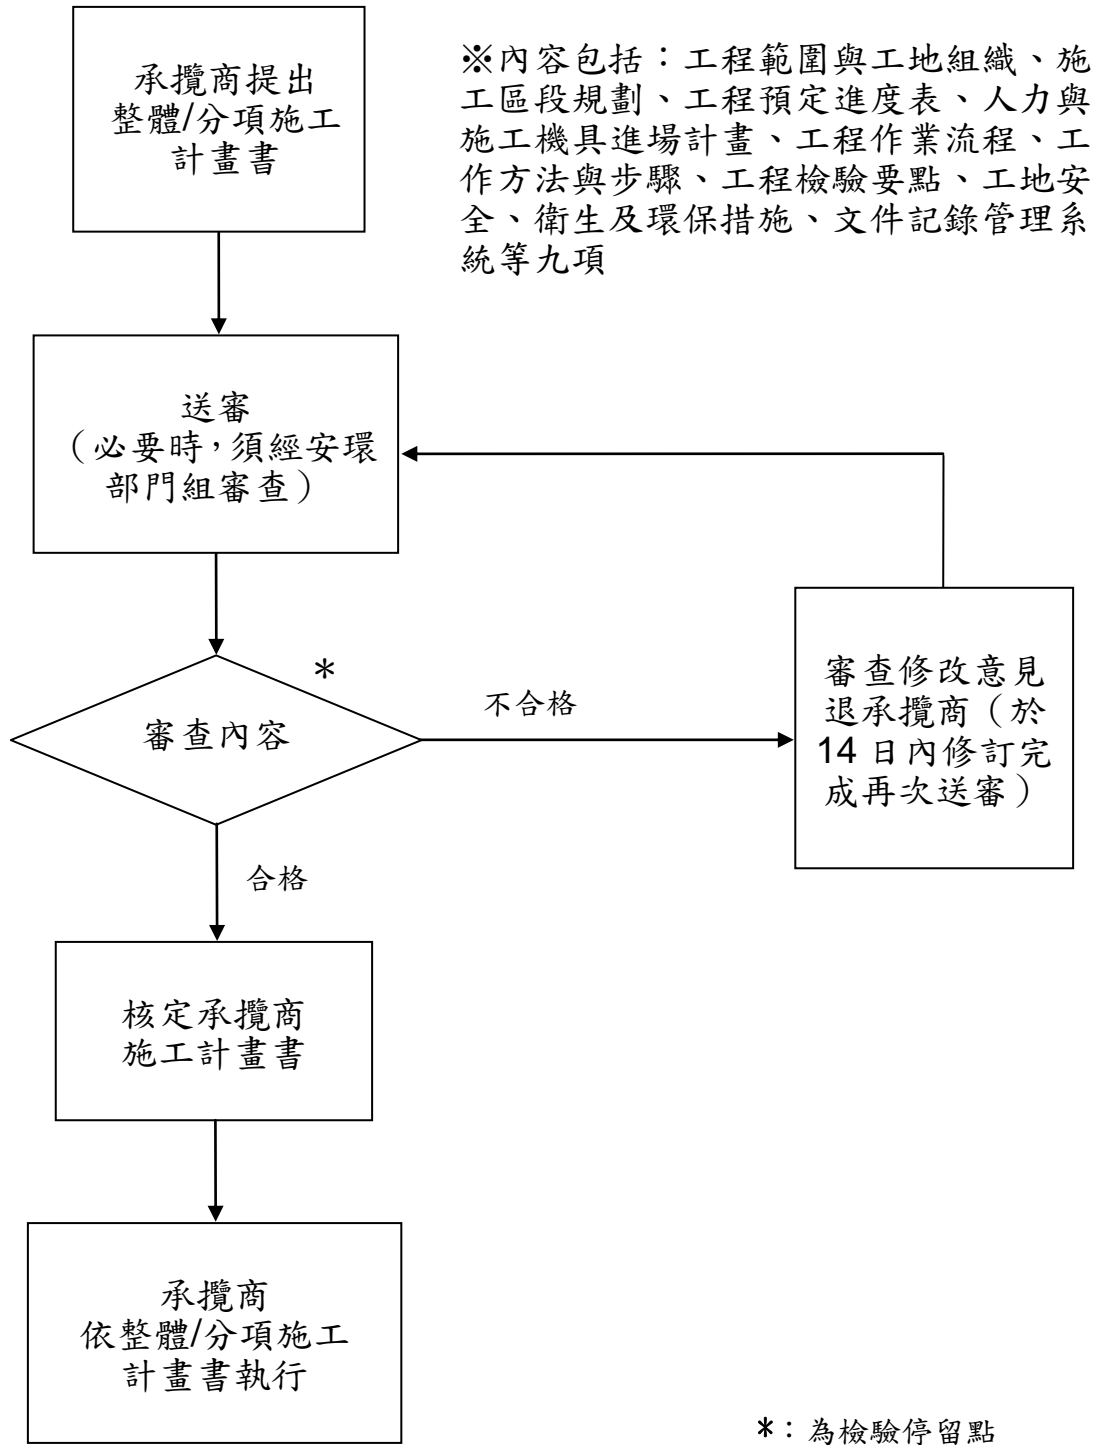 承攬商提出
整體/分項施工
計畫書
※內容包括：工程範圍與工地組織、施
工區段規劃、工程預定進度表、人力與
施工機具進場計畫、工程作業流程、工
作方法與步驟、工程檢驗要點、工地安
全、衛生及環保措施、文件記錄管理系
統等九項
送審
（必要時，須經安環
部門組審查）
*
審查內容
不合格
審查修改意見
退承攬商（於
14 日內修訂完
成再次送審）
合格
核定承攬商
施工計畫書
承攬商
依整體/分項施工
計畫書執行
*：為檢驗停留點